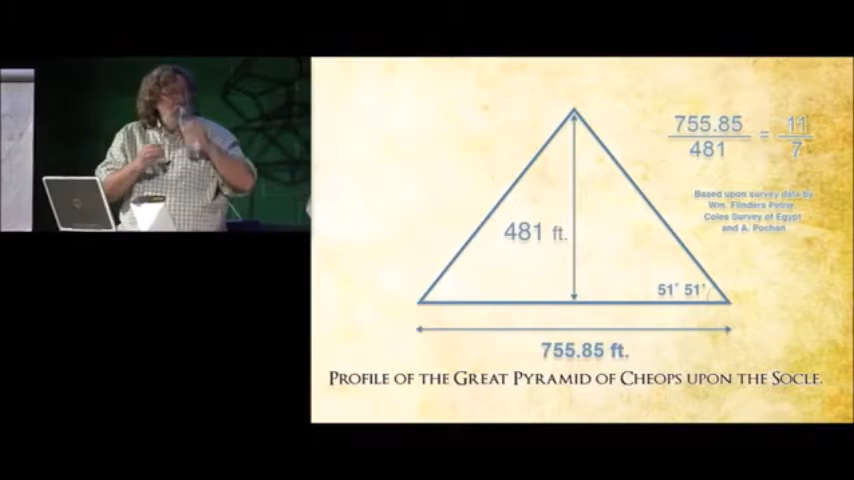 755.85
481
=
11
7
Based upon survey data by
Wm. Flinders Petrie,
Coles Survey of Egypt
and A. Pochan
481 ft.
51° 51'
755.85 ft.
PROFILE OF THE GREAT PYRAMID OF CHEOPS UPON THE SOCLE.